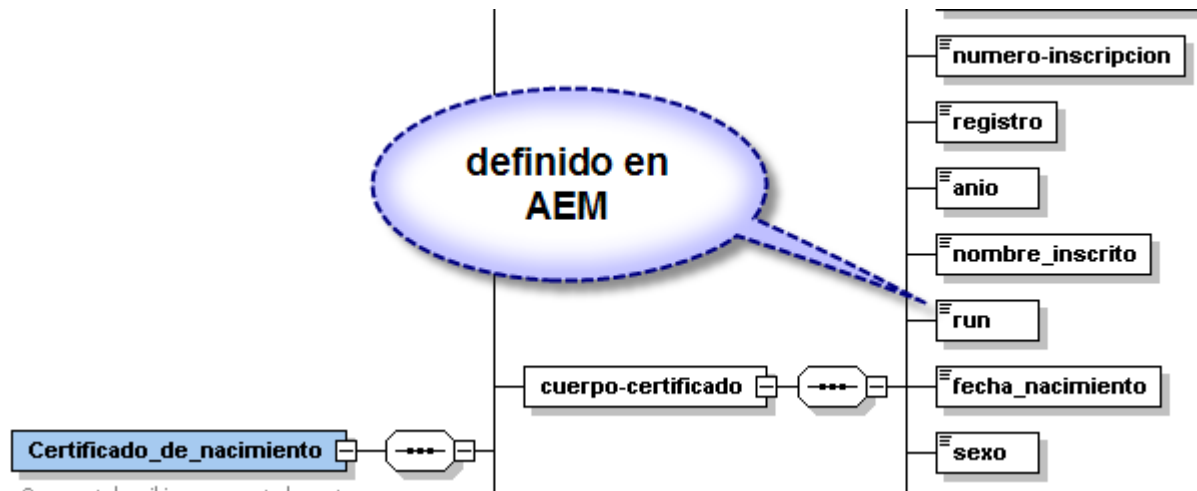 numero-inscripcion
registro
definido en
AEM
anio
nombre_inscrito
run
cuerpo-certificado
fecha_nacimiento
Certificado_de_nacimiento
sexo